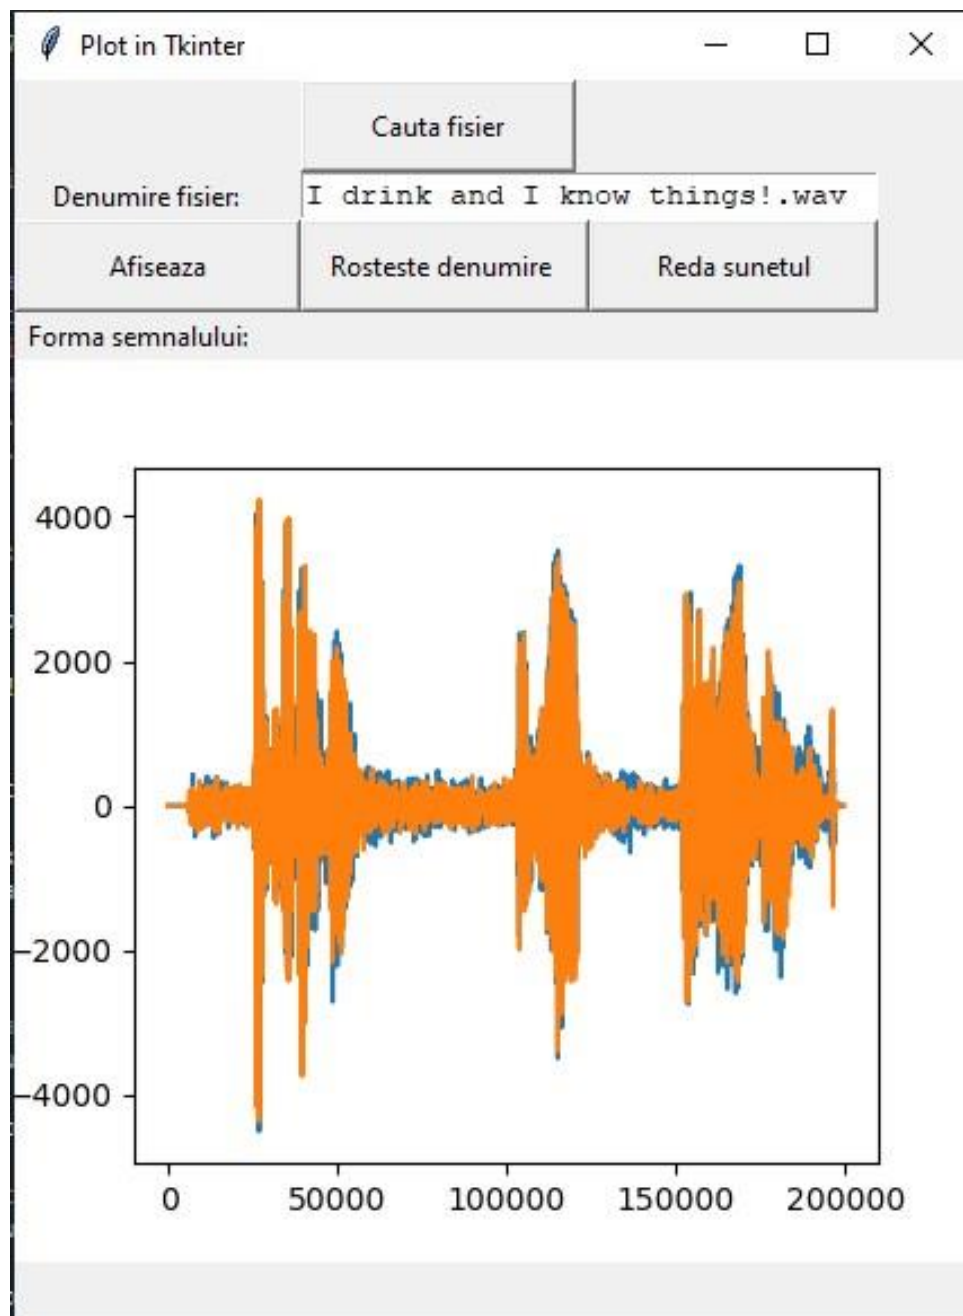 Plot in Tkinter
Cauta fisier
Denumire fisier: I drink and I know things!.wav
Afiseaza Rosteste denumire Reda sunetul
Forma semnalului:
4000
2000
0
−2000
−4000
0 50000 100000 150000 200000